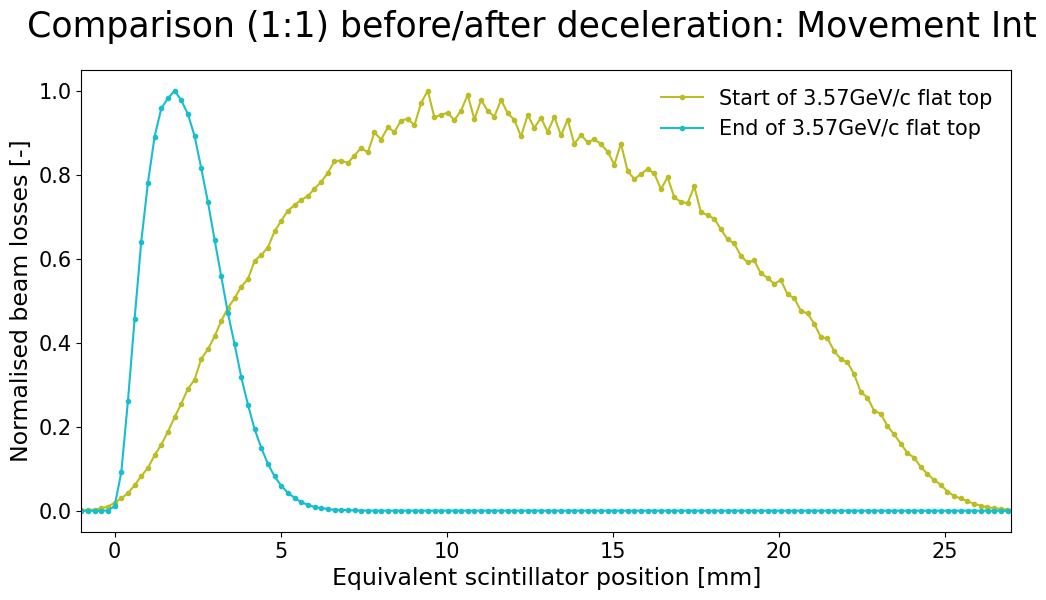 Comparison (1:1) before/after deceleration: Movement Int
Start of 3.57GeV/c flat top
End of 3.57GeV/c flat top
Normalised beam losses [-]
1.0
0.8
0.6
0.4
0.2
0.0
0
5
10
15
20
25
Equivalent scintillator position [mm]